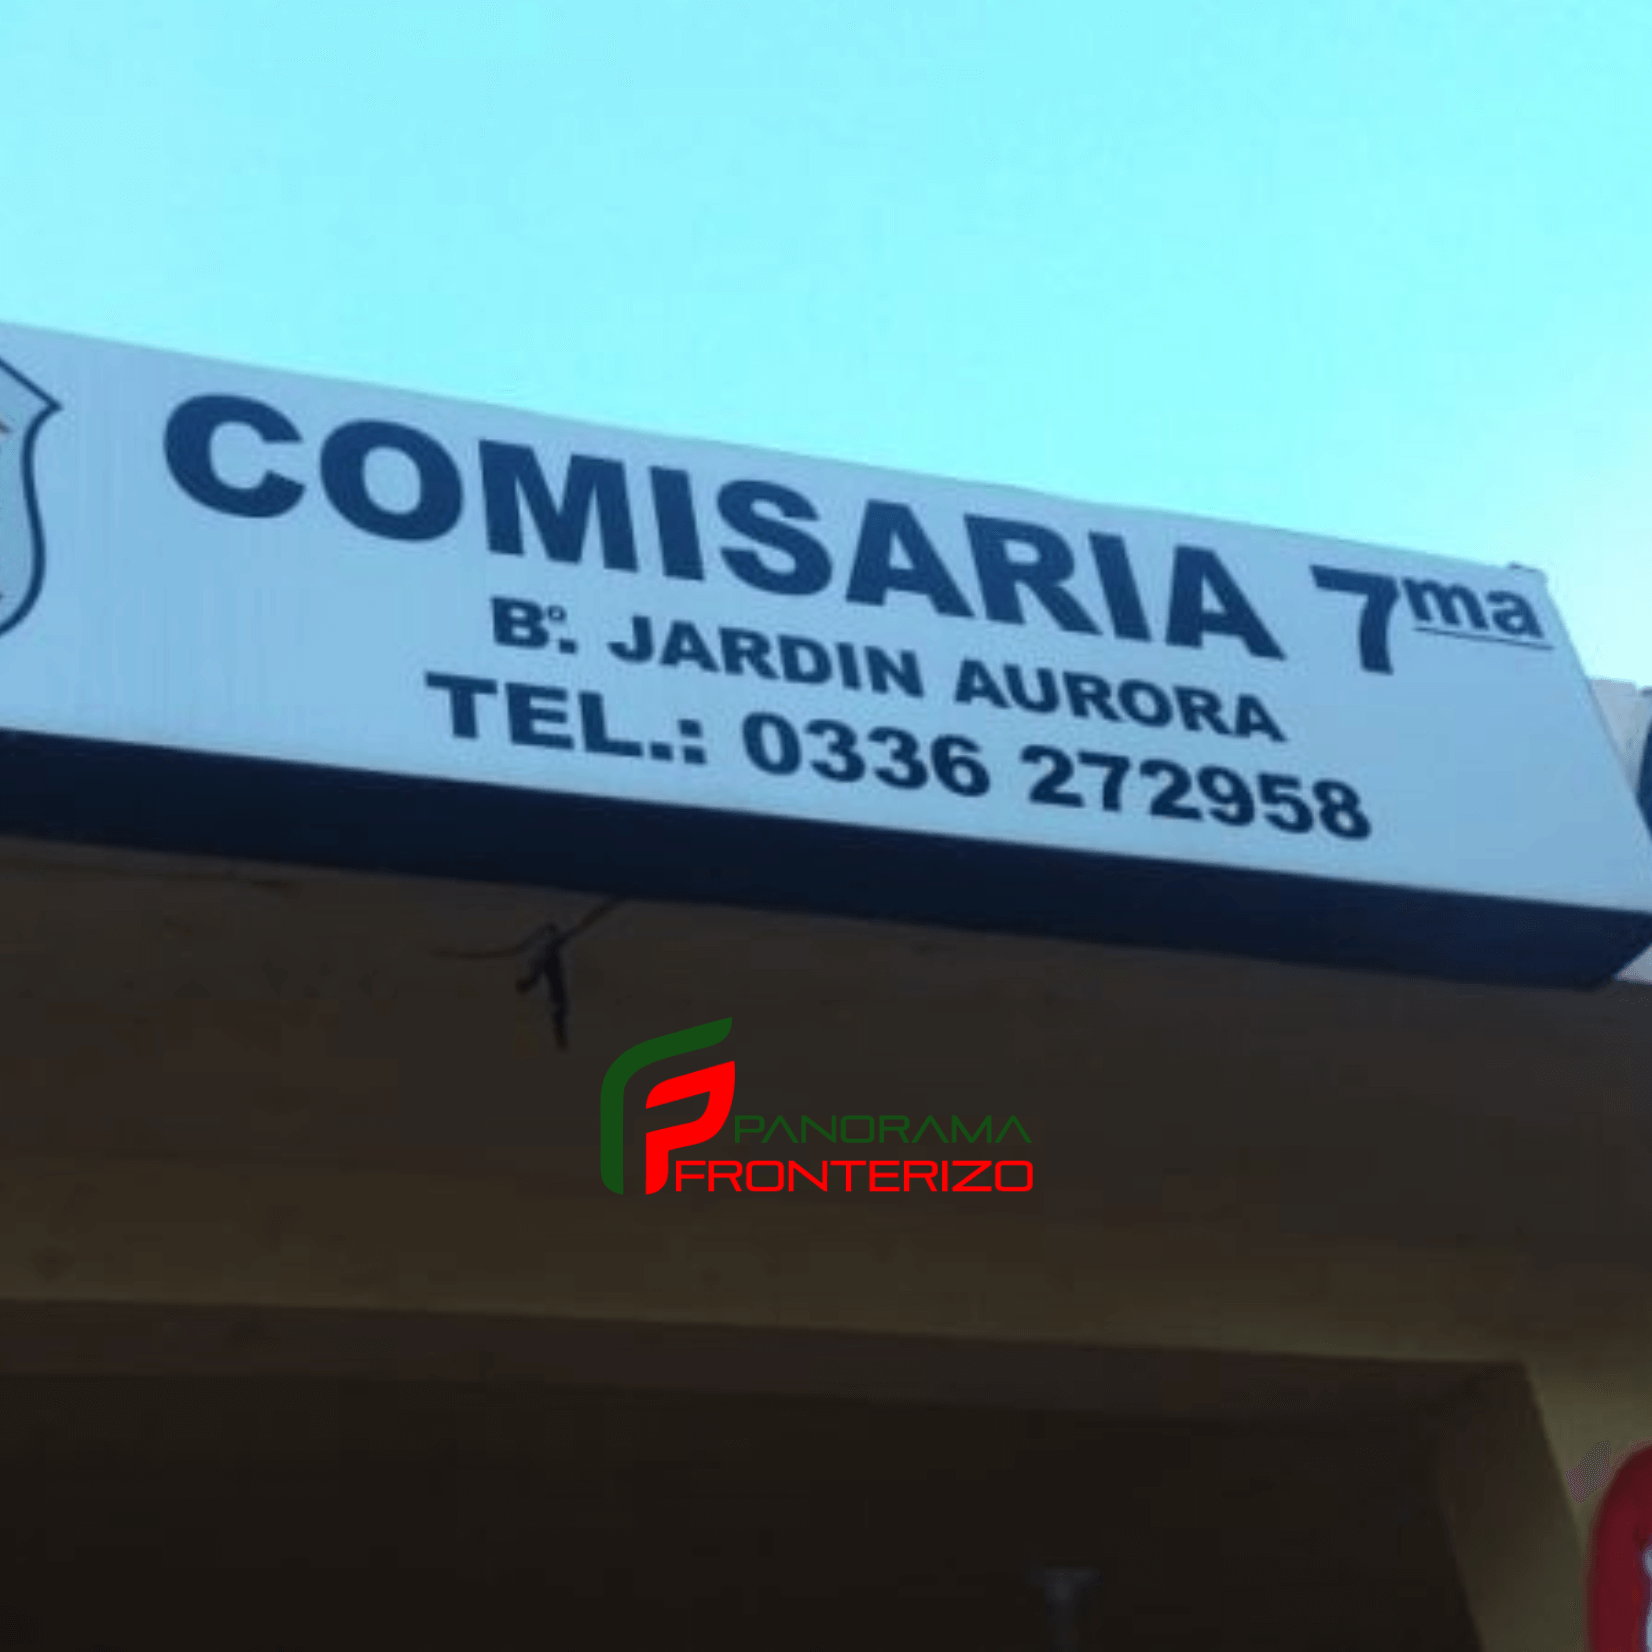 COMISARIA 7ma
Bº. JARDIN AURORA
TEL.: 0336 272958
PANORAMA
FRONTERIZO